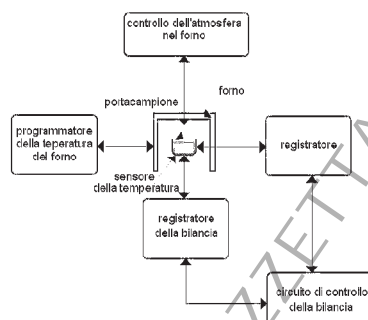 controllo dell'atmosfera
nel forno
portacampione
forno
programmatore
della teperatura
del forno
registratore
sensore
della temperatura
registratore
della bilancia
circuito di controllo
della bilancia
ZZETTA